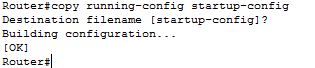 Router#copy running-config startup-config
Destination filename [startup-config]?
Building configuration...
[OK]
Router#